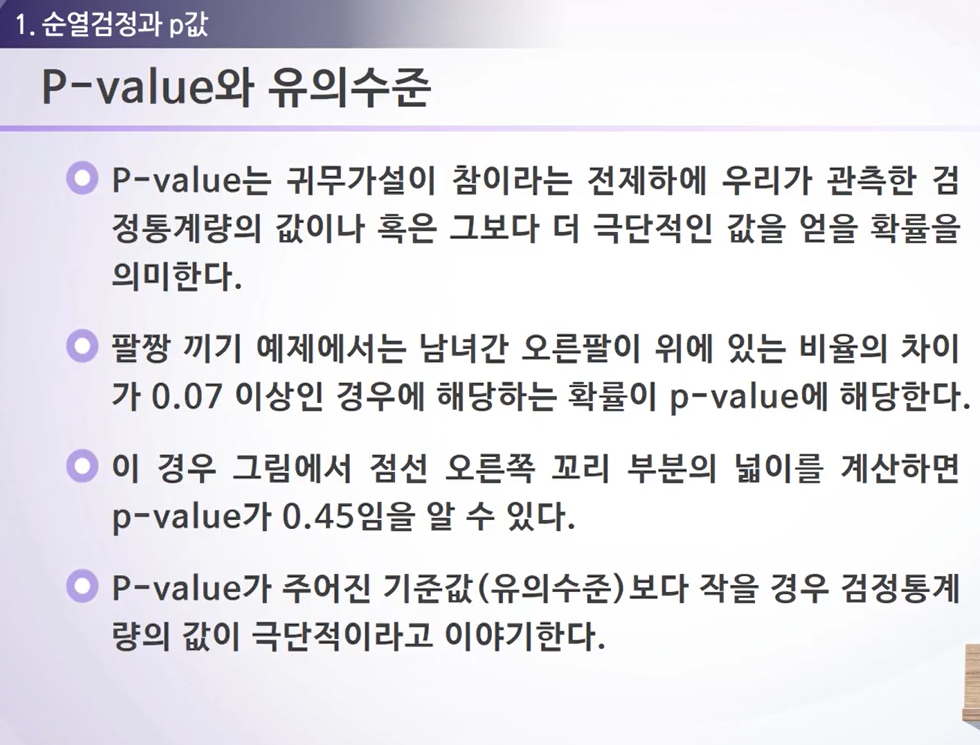 1. 순열검정과 p값
P-value와 유의수준
P-value는 귀무가설이 참이라는 전제하에 우리가 관측한 검
정통계량의 값이나 혹은 그보다 더 극단적인 값을 얻을 확률을
의미한다.
팔짱 끼기 예제에서는 남녀간 오른팔이 위에 있는 비율의 차이
가 0.07 이상인 경우에 해당하는 확률이 p-value에 해당한다.
이 경우 그림에서 점선 오른쪽 꼬리 부분의 넓이를 계산하면
p-value가 0.45임을 알 수 있다.
P-value가 주어진 기준값(유의수준)보다 작을 경우 검정통계
량의 값이 극단적이라고 이야기한다.